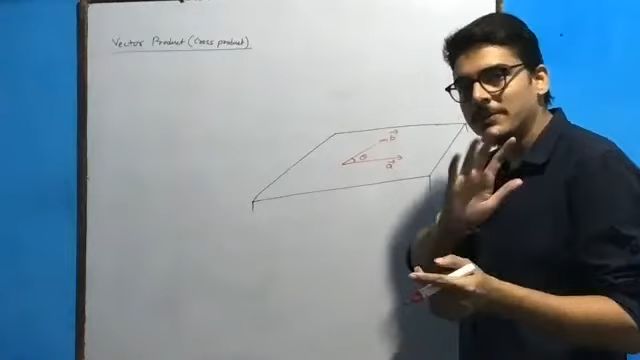 Vector Product (Cross product)
b⃗
θ
a⃗